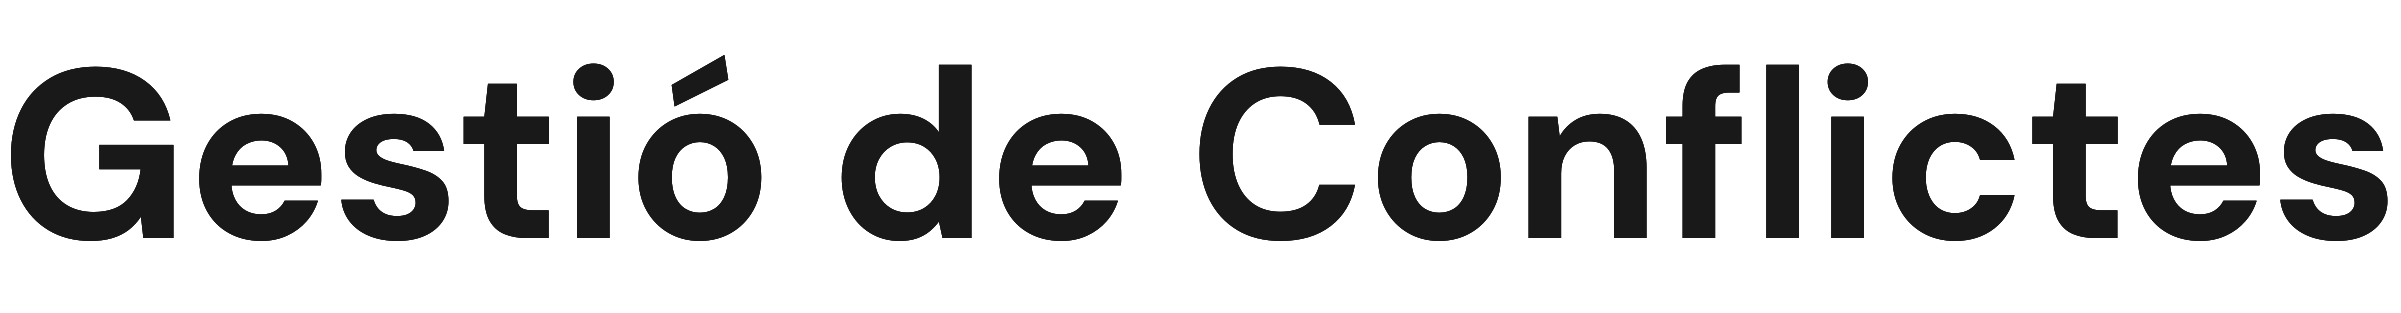 Gestió de Conflictes